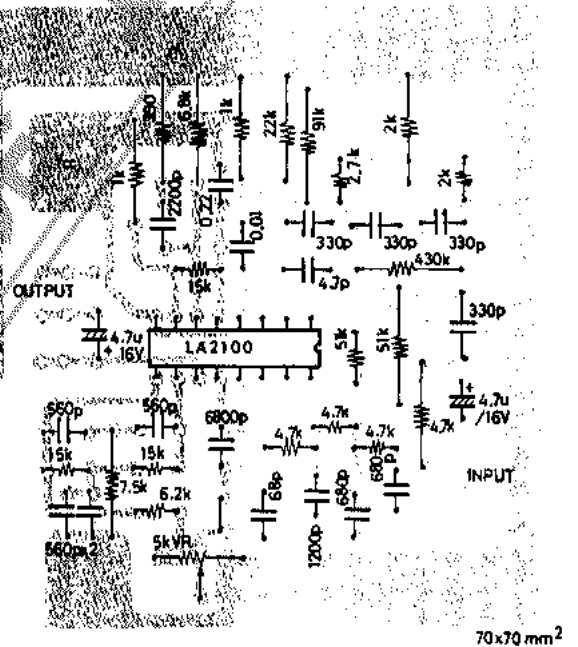 390
6.8k
1k
22k
91k
2k
1k
2200p
0.22
2.7k
2k
0.01
330p
330p
330p
15k
4.7p
430k
OUTPUT
4.7u
+ 16V
LA2100
51k
51k
330p
+
4.7u
/16V
560p
560p
6800p
4.7k
4.7k
4.7k
4.7k
15k
15k
680p
INPUT
7.5k
68p
6.2k
680p
1200p
560px2
5kVR
70x70 mm²